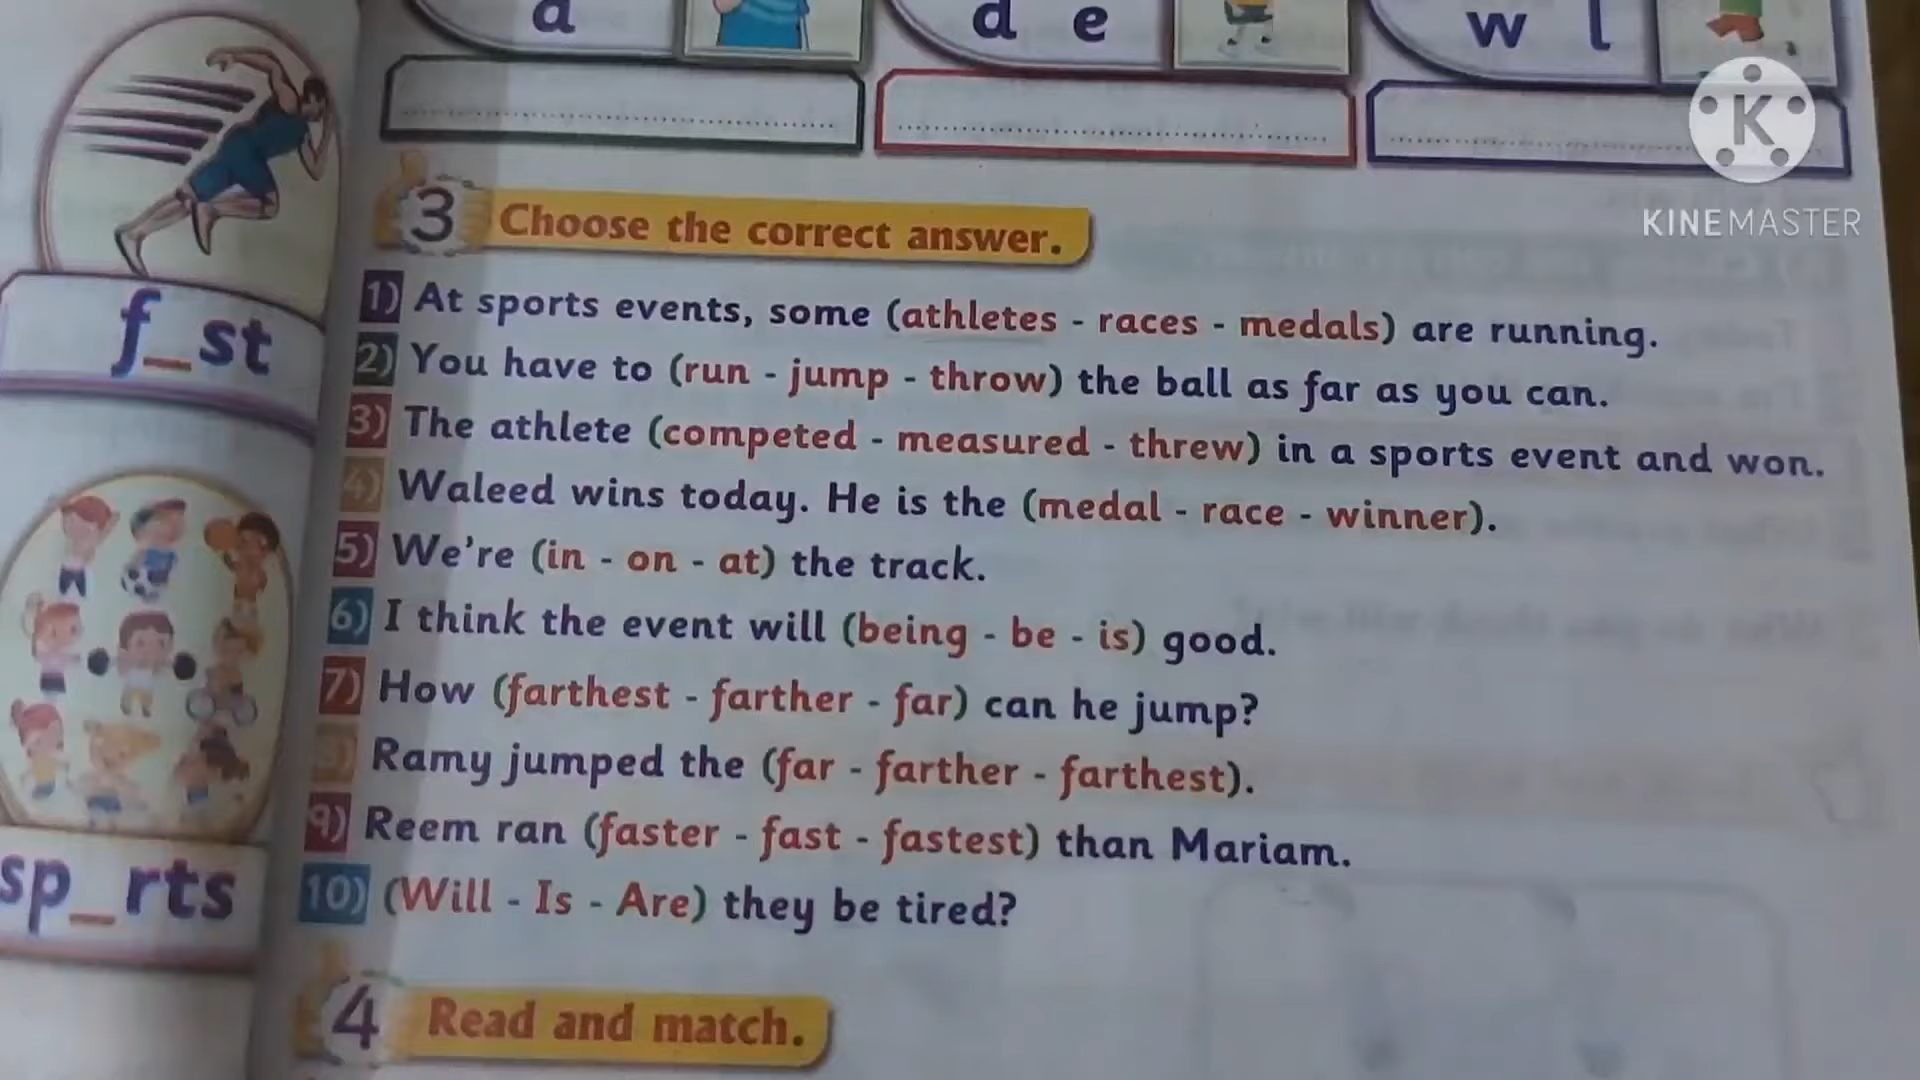 a
d e
w l
KINEMASTER
f_st
3 Choose the correct answer.
1) At sports events, some (athletes - races - medals) are running.
2) You have to (run - jump - throw) the ball as far as you can.
3) The athlete (competed - measured - threw) in a sports event and won.
4) Waleed wins today. He is the (medal - race - winner).
5) We're (in - on - at) the track.
6) I think the event will (being - be - is) good.
7) How (farthest - farther - far) can he jump?
8) Ramy jumped the (far - farther - farthest).
9) Reem ran (faster - fast - fastest) than Mariam.
10) (Will - Is - Are) they be tired?
sp_rts
4 Read and match.